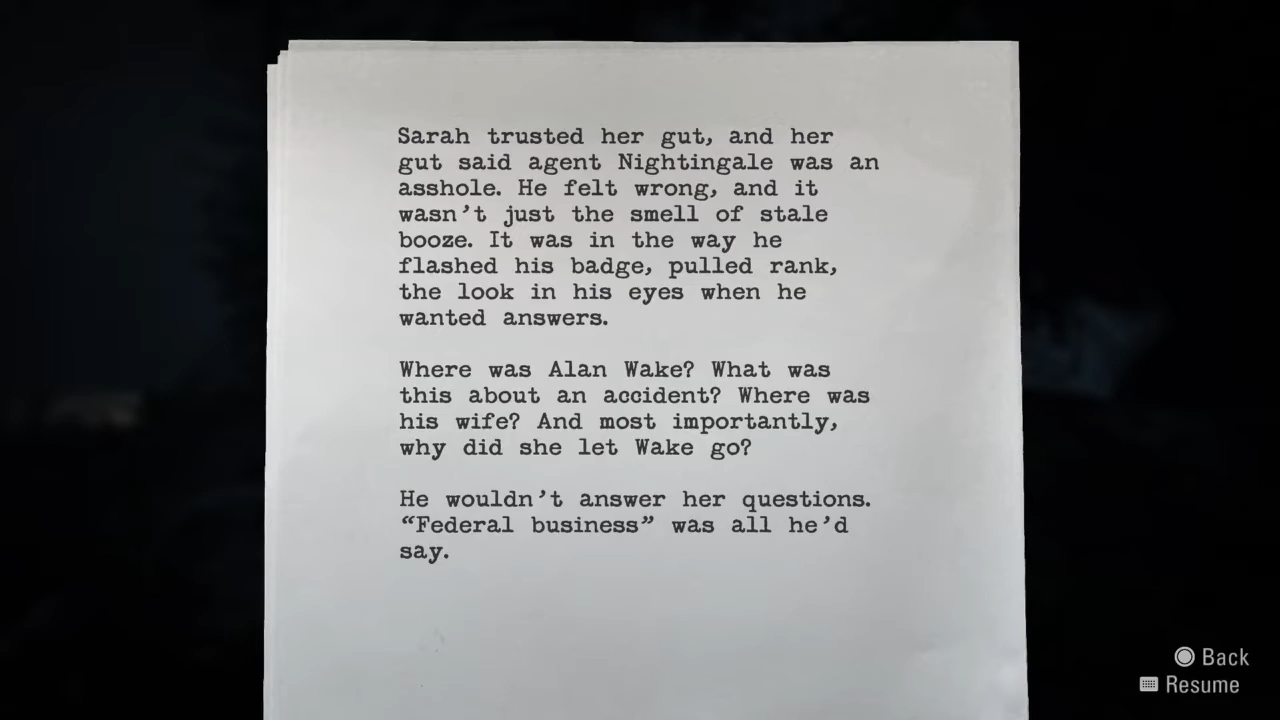 Sarah trusted her gut, and her
gut said agent Nightingale was an
asshole. He felt wrong, and it
wasn’t just the smell of stale
booze. It was in the way he
flashed his badge, pulled rank,
the look in his eyes when he
wanted answers.
Where was Alan Wake? What was
this about an accident? Where was
his wife? And most importantly,
why did she let Wake go?
He wouldn’t answer her questions.
“Federal business” was all he’d
say.
Back
Resume